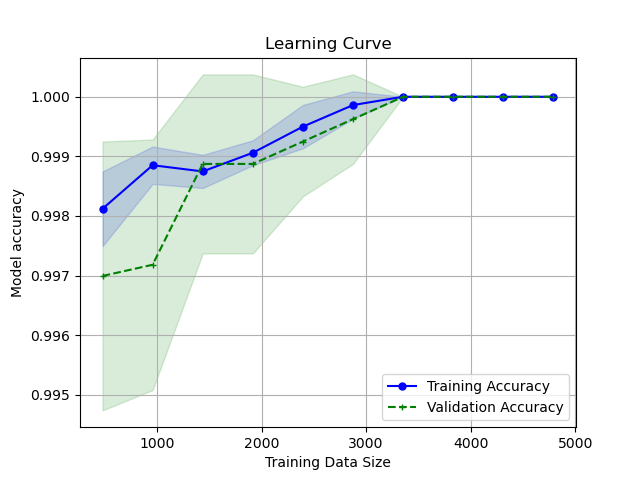 Learning Curve
Model accuracy
1.000
0.999
0.998
0.997
0.996
0.995
Training Accuracy
Validation Accuracy
1000 2000 3000 4000 5000
Training Data Size